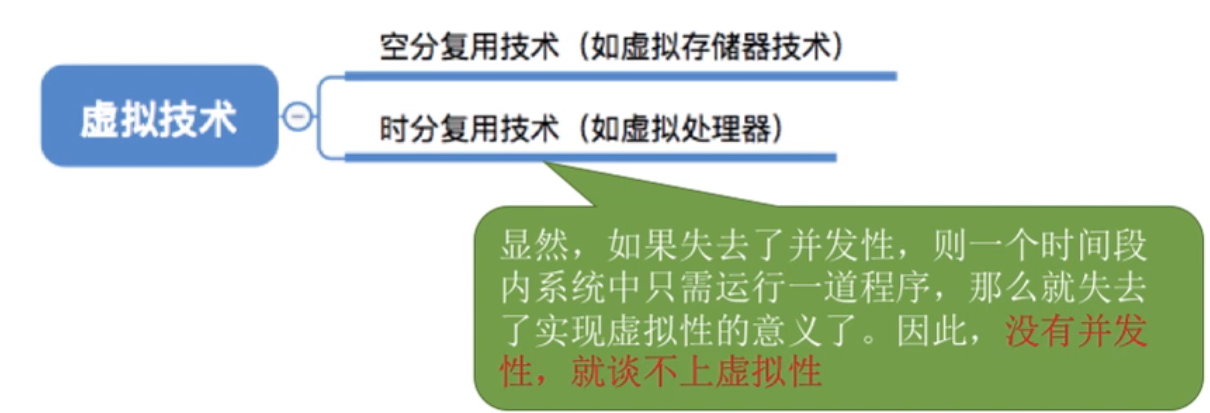 空分复用技术（如虚拟存储器技术）
虚拟技术
时分复用技术（如虚拟处理器）
显然，如果失去了并发性，则一个时间段
内系统中只需运行一道程序，那么就失去
了实现虚拟性的意义了。因此，没有并发
性，就谈不上虚拟性